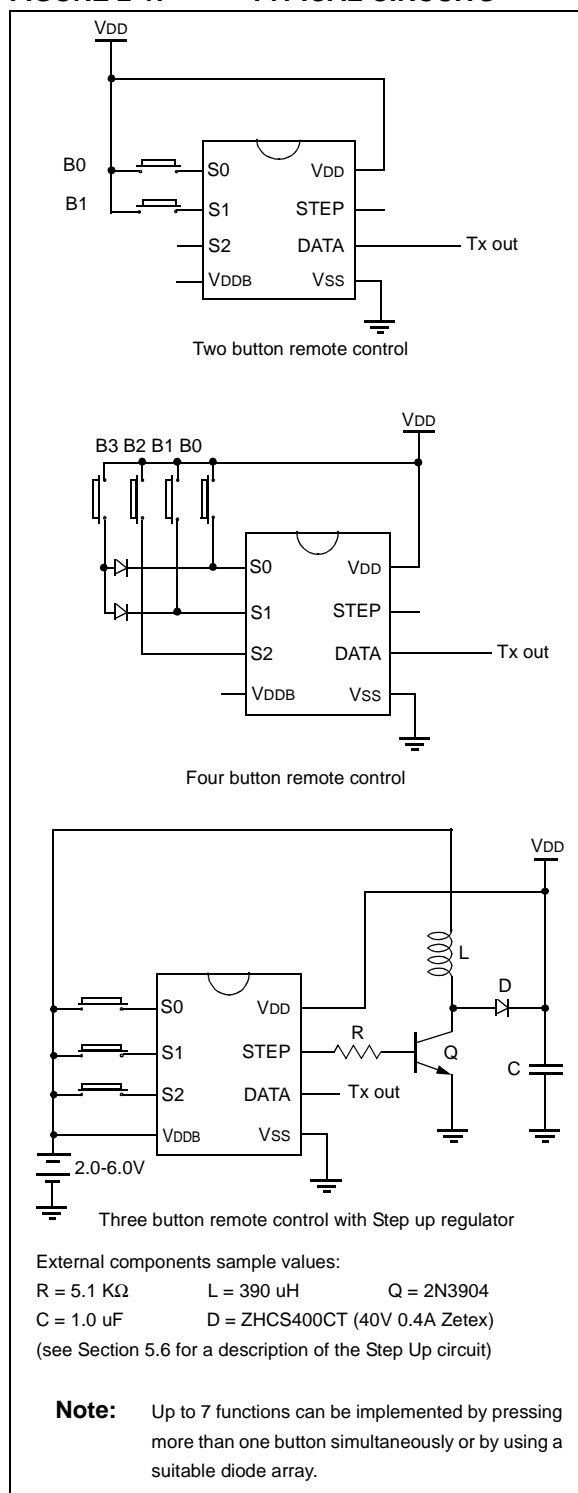 VDD
B0
S0
VDD
B1
S1
STEP
S2
DATA
Tx out
VDDB
VSS
Two button remote control
VDD
B3 B2 B1 B0
S0
VDD
S1
STEP
S2
DATA
Tx out
VDDB
VSS
Four button remote control
VDD
L
D
S0
VDD
R
S1
STEP
Q
C
S2
DATA
Tx out
VDDB
VSS
2.0-6.0V
Three button remote control with Step up regulator
External components sample values:
R = 5.1 KΩ L = 390 uH Q = 2N3904
C = 1.0 uF D = ZHCS400CT (40V 0.4A Zetex)
(see Section 5.6 for a description of the Step Up circuit)
Note: Up to 7 functions can be implemented by pressing
more than one button simultaneously or by using a
suitable diode array.